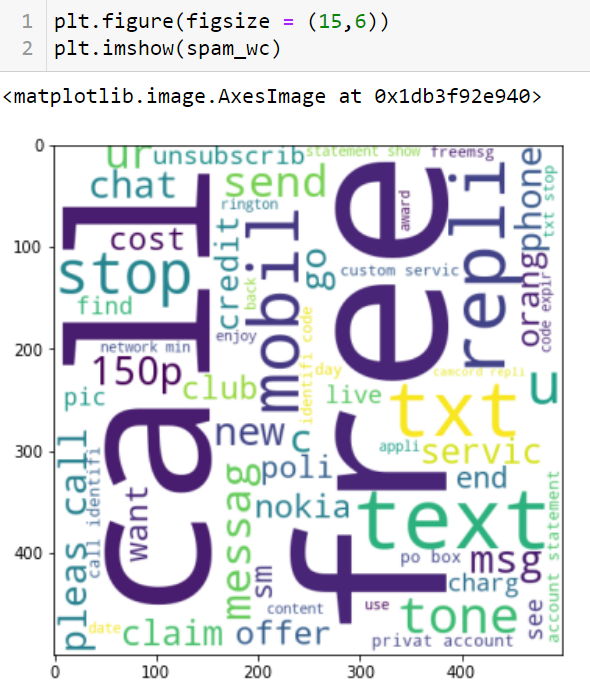 1 plt.figure(figsize = (15,6))
2 plt.imshow(spam_wc)
<matplotlib.image.AxesImage at 0x1db3f92e940>
0
100
200
300
400
0 100 200 300 400
ur
unsubscrib
statement show
freemsg
chat
send
rington
award
phone
txt stop
cost
call
credit
mobil
go
free
repli
stop
custom servic
orang
code expir
find
back
network min
enjoy
150p
identifi code
day
camcord repli
u
pic
club
live
txt
new
c
appli
servic
pleas call
call identifi
poli
end
messag
nokia
text
want
sm
po box
msg
charg
account statement
content
use
tone
see
date
claim
offer
privat account